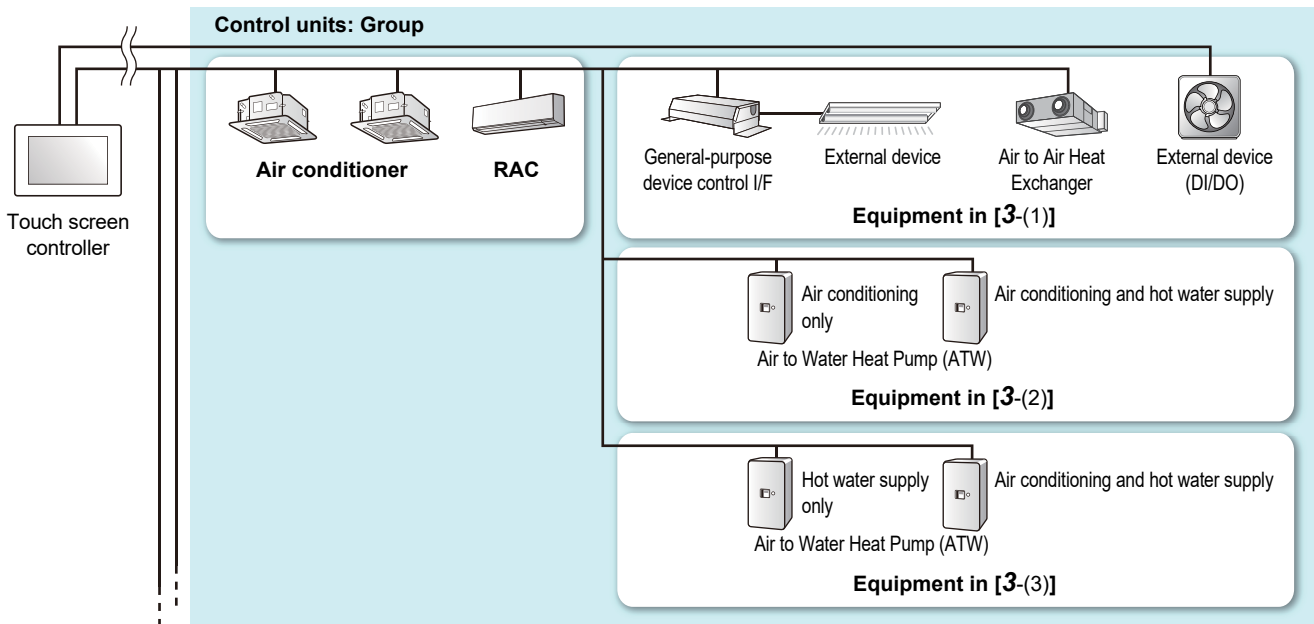 Control units: Group
Touch screen
controller
Air conditioner
RAC
General-purpose
device control I/F
External device
Air to Air Heat
Exchanger
External device
(DI/DO)
Equipment in [3-(1)]
Air conditioning
only
Air conditioning and hot water supply
Air to Water Heat Pump (ATW)
Equipment in [3-(2)]
Hot water supply
only
Air conditioning and hot water supply
Air to Water Heat Pump (ATW)
Equipment in [3-(3)]